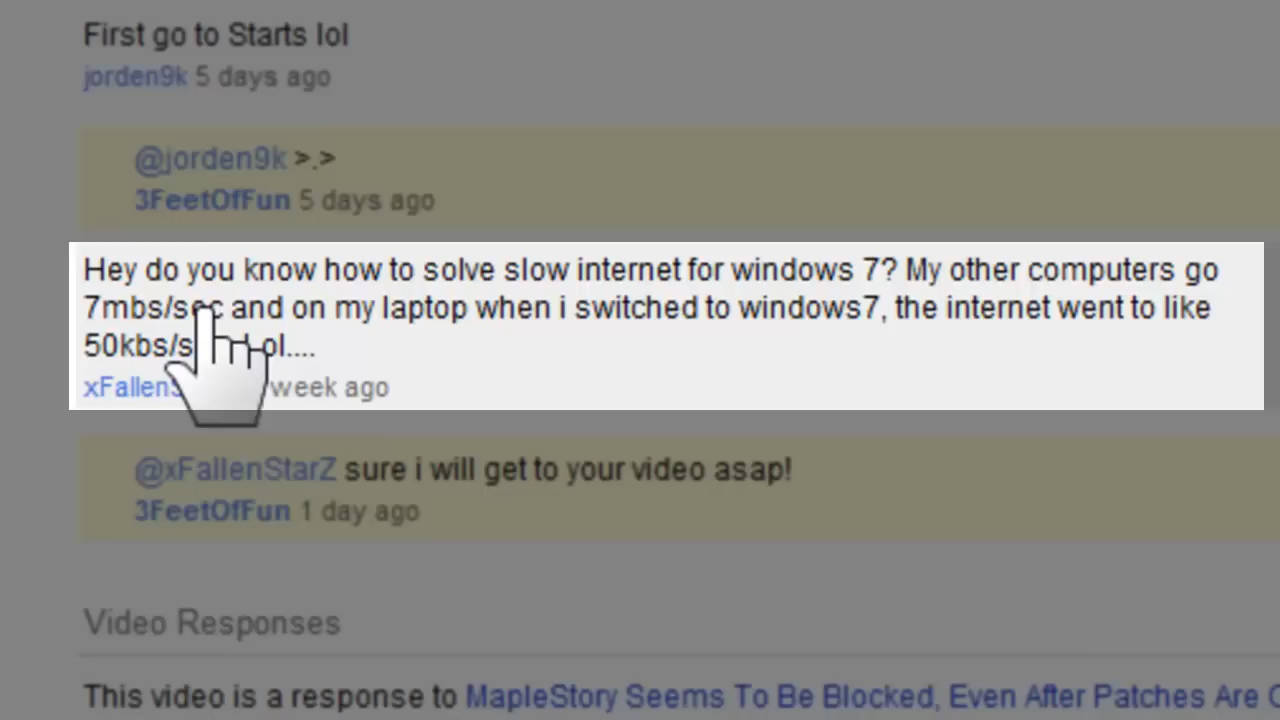 First go to Starts lol
jorden9k 5 days ago
@jorden9k >.>
3FeetOfFun 5 days ago
Hey do you know how to solve slow internet for windows 7? My other computers go
7mbs/sec and on my laptop when i switched to windows7, the internet went to like
50kbs/s Lol....
week ago
@xFallenStarZ sure i will get to your video asap!
3FeetOfFun 1 day ago
Video Responses
This video is a response to MapleStory Seems To Be Blocked, Even After Patches Are